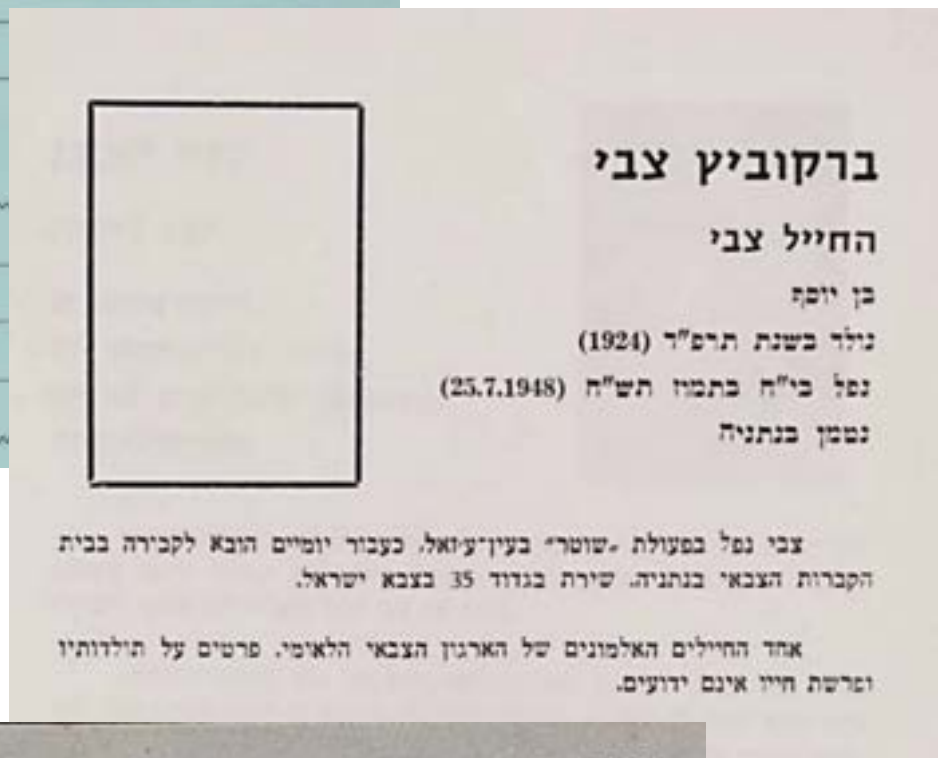 ברקוביץ צבי
החייל צבי
בן יוסף
נולד בשנת תרפ"ד (1924)
נפל בי"ח בתמוז תש"ח (25.7.1948)
נטמן בנתניה
צבי נפל בפעולת „שוטר" בעין־ע׳זאל. כעבור יומיים הובא לקבורה בבית
הקברות הצבאי בנתניה. שירת בגדוד 35 בצבא ישראל.
אחד החיילים האלמונים של הארגון הצבאי הלאומי. פרטים על תולדותיו
ופרשת חייו אינם ידועים.